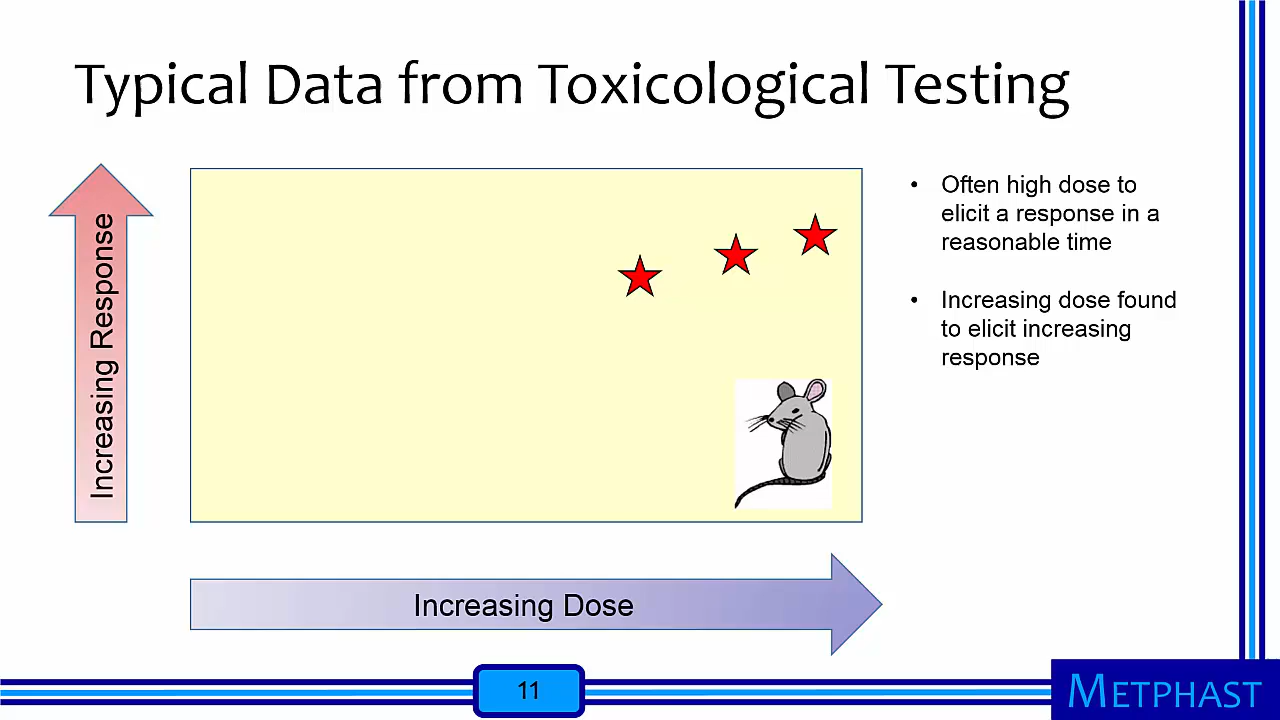 Typical Data from Toxicological Testing
Increasing Response
• Often high dose to
elicit a response in a
reasonable time
• Increasing dose found
to elicit increasing
response
Increasing Dose
11
METPHAST